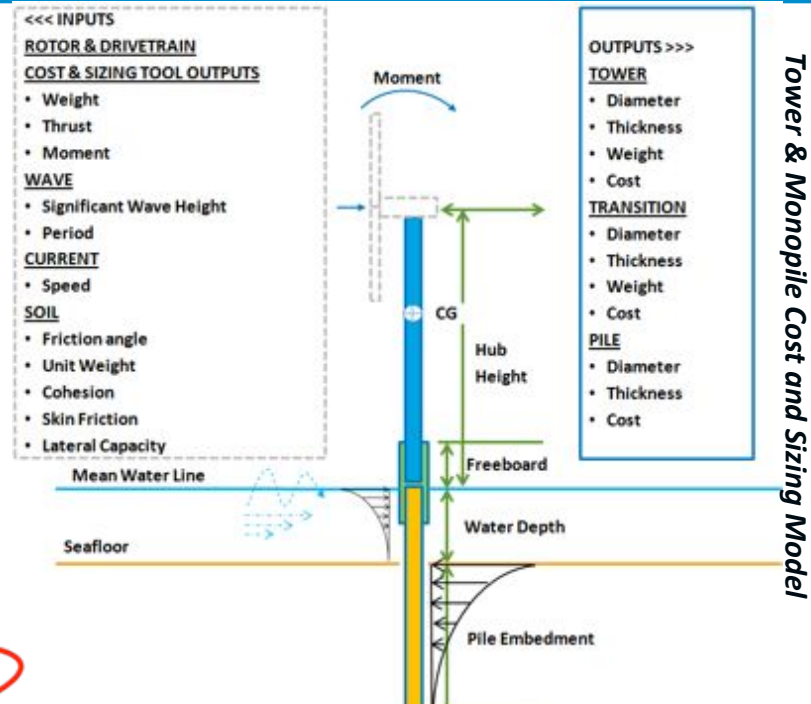 <<< INPUTS
ROTOR & DRIVETRAIN
COST & SIZING TOOL OUTPUTS
• Weight
• Thrust
• Moment
WAVE
• Significant Wave Height
• Period
CURRENT
• Speed
SOIL
• Friction angle
• Unit Weight
• Cohesion
• Skin Friction
• Lateral Capacity
Moment
CG
Hub
Height
Freeboard
Mean Water Line
Water Depth
Seafloor
Pile Embedment
OUTPUTS >>>
TOWER
• Diameter
• Thickness
• Weight
• Cost
TRANSITION
• Diameter
• Thickness
• Weight
• Cost
PILE
• Diameter
• Thickness
• Cost
Tower & Monopile Cost and Sizing Model